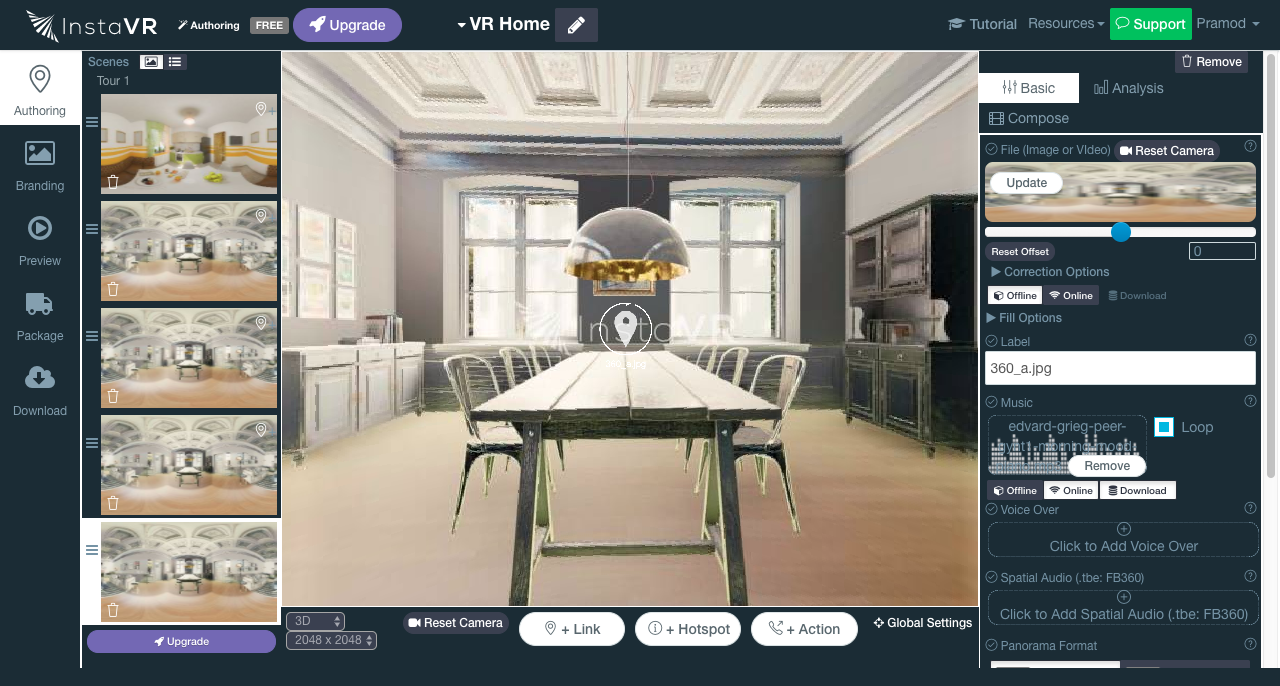 InstaVR
Authoring
FREE
Upgrade
VR Home
Tutorial
Resources
Support
Pramod
Authoring
Branding
Preview
Package
Download
Scenes
Tour 1
Upgrade
InstaVR
360_a.jpg
3D
2048 x 2048
Reset Camera
+ Link
+ Hotspot
+ Action
Global Settings
Remove
Basic
Analysis
Compose
File (Image or VIdeo)
Reset Camera
Update
Reset Offset
0
Correction Options
Offline
Online
Download
Fill Options
Label
360_a.jpg
Music
edvard-grieg-peer-
Loop
Remove
Offline
Online
Download
Voice Over
Click to Add Voice Over
Spatial Audio (.tbe: FB360)
Click to Add Spatial Audio (.tbe: FB360)
Panorama Format